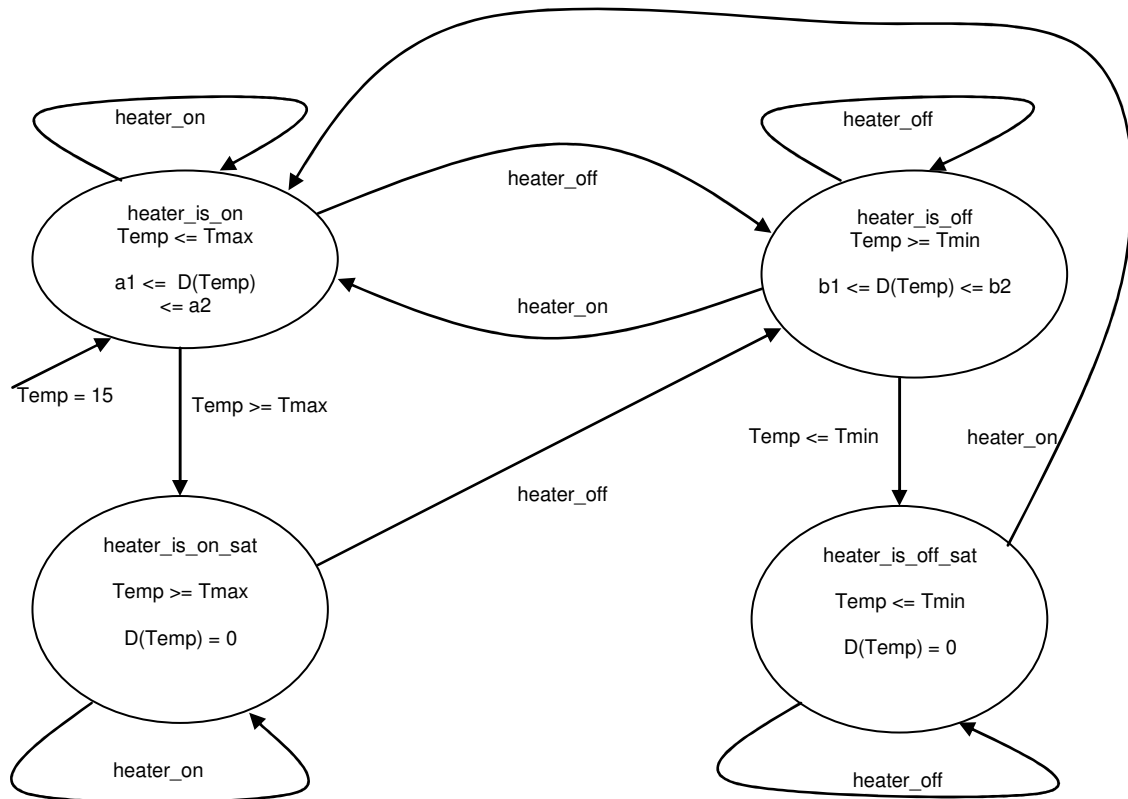 heater_on
heater_off
heater_off
heater_is_on
Temp <= Tmax
a1 <= D(Temp)
<= a2
heater_is_off
Temp >= Tmin
b1 <= D(Temp) <= b2
heater_on
Temp = 15
Temp >= Tmax
Temp <= Tmin
heater_on
heater_off
heater_is_on_sat
Temp >= Tmax
D(Temp) = 0
heater_is_off_sat
Temp <= Tmin
D(Temp) = 0
heater_on
heater_off